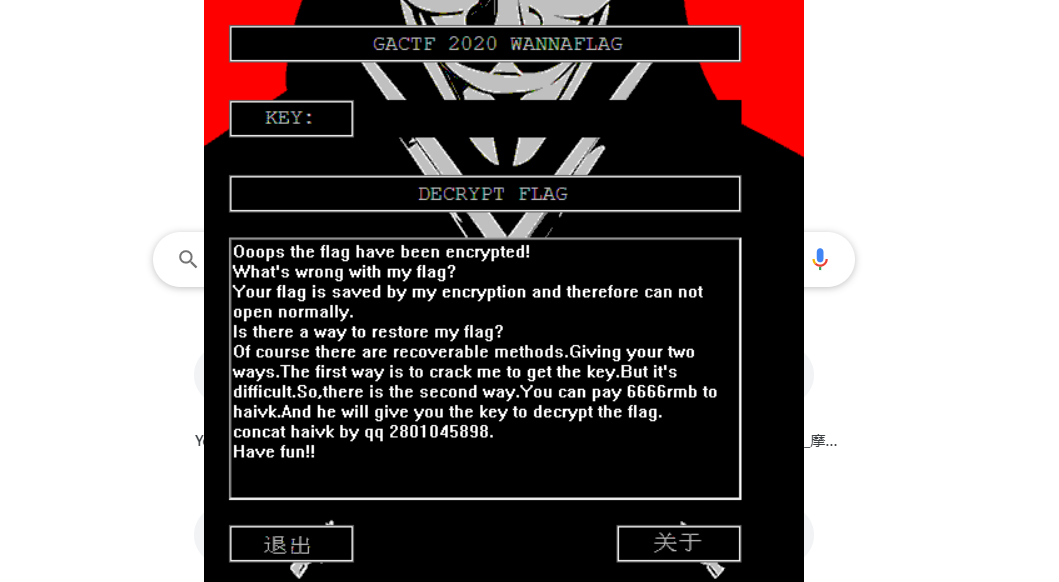 GACTF 2020 WANNAFLAG
KEY:
DECRYPT FLAG
Ooops the flag have been encrypted!
What's wrong with my flag?
Your flag is saved by my encryption and therefore can not
open normally.
Is there a way to restore my flag?
Of course there are recoverable methods.Giving your two
ways.The first way is to crack me to get the key.But it's
difficult.So,there is the second way.You can pay 6666rmb to
haivk.And he will give you the key to decrypt the flag.
concat haivk by qq 2801045898.
Have fun!!
_摩...
退出
关于